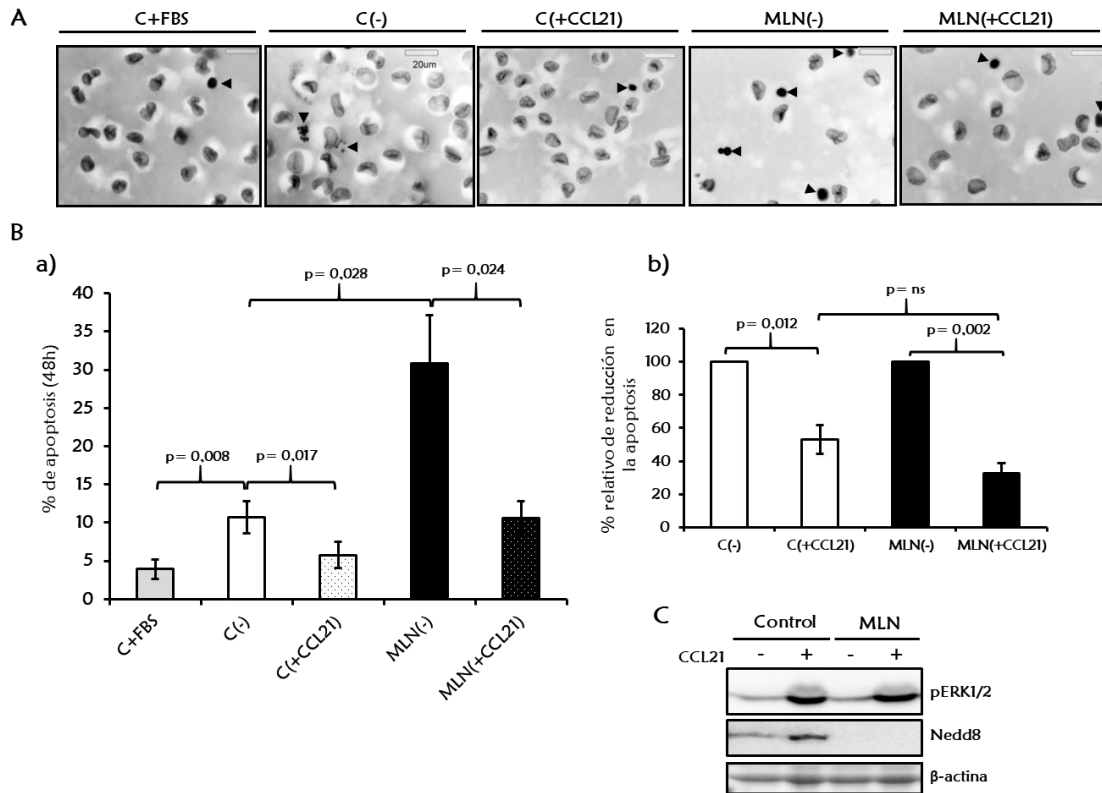 A
C+FBS
C(-)
C(+CCL21)
MLN(-)
MLN(+CCL21)
20um
B
a)
% de apoptosis (48h)
40
35
30
25
20
15
10
5
0
p= 0,008
p= 0,017
p= 0,028
p= 0,024
C+FBS
C(-)
C(+CCL21)
MLN(-)
MLN(+CCL21)
b)
% relativo de reducción en
la apoptosis
120
100
80
60
40
20
0
p= 0,012
p= ns
p= 0,002
C(-)
C(+CCL21)
MLN(-)
MLN(+CCL21)
C
Control MLN
CCL21 - + - +
pERK1/2
Nedd8
β-actina